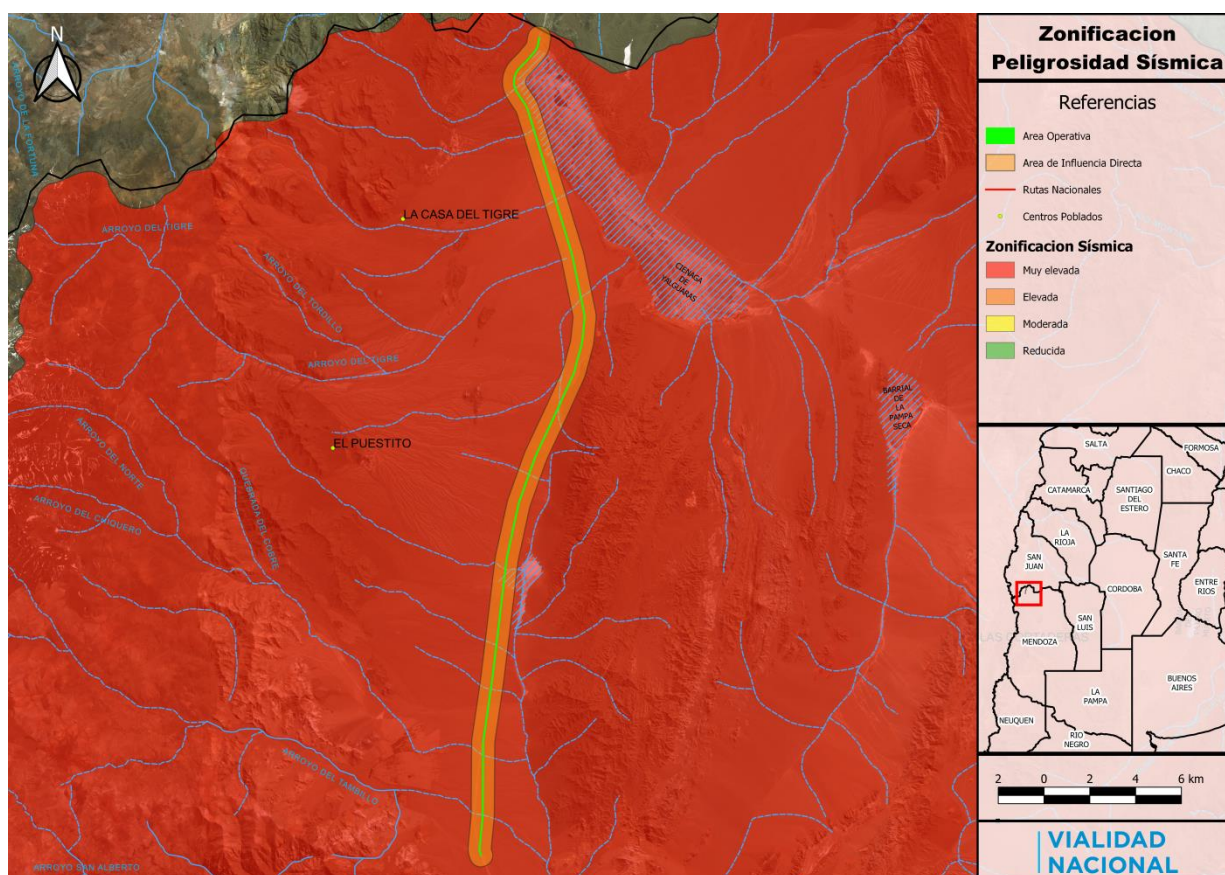 Zonificacion
Peligrosidad Sísmica
Referencias
Area Operativa
Area de Influencia Directa
Rutas Nacionales
Centros Poblados
Zonificacion Sísmica
Muy elevada
Elevada
Moderada
Reducida
N
LA CASA DEL TIGRE
ARROYO DEL TIGRE
ARROYO DEL TORDILLO
CIENAGA
DE
YALGUARAS
ARROYO DEL TIGRE
BARRIAL
DE
LA
PAMPA
SECA
EL PUESTITO
ARROYO DEL NORTE
QUEBRADA DEL COBRE
ARROYO DEL CHIQUERO
ARROYO DEL TAMBILLO
ARROYO SAN ALBERTO
SALTA
FORMOSA
CHACO
CATAMARCA
SANTIAGO
DEL
ESTERO
LA
RIOJA
SAN
JUAN
SANTA
FE
CORDOBA
ENTRE
RIOS
SAN
LUIS
MENDOZA
BUENOS
AIRES
LA
PAMPA
NEUQUEN
RIO
NEGRO
2 0 2 4 6 km
VIALIDAD
NACIONAL